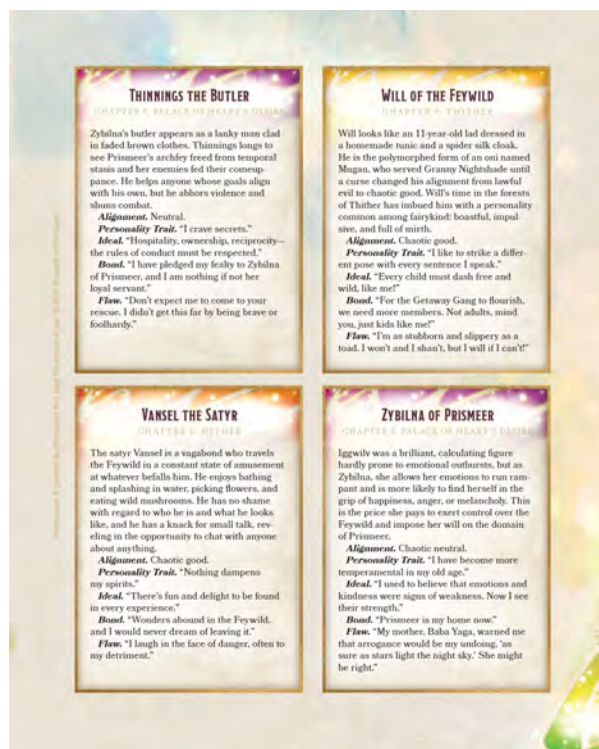 THINNINGS THE BUTLER
CHAPTER 5: PALACE OF HEART'S DESIRE
Zybilna's butler appears as a lanky man clad
in faded brown clothes. Thinnings longs to
see Prismeer's archfey freed from temporal
stasis and her enemies fed their comeup-
pance. He helps anyone whose goals align
with his own, but he abhors violence and
shuns combat.
Alignment. Neutral.
Personality Trait. "I crave secrets."
Ideal. "Hospitality, ownership, reciprocity—
the rules of conduct must be respected."
Bond. "I have pledged my fealty to Zybilna
of Prismeer, and I am nothing if not her
loyal servant."
Flaw. "Don't expect me to come to your
rescue. I didn't get this far by being brave or
foolhardy."
WILL OF THE FEYWILD
CHAPTER 3: THITHER
Will looks like an 11-year-old lad dressed in
a homemade tunic and a spider silk cloak.
He is the polymorphed form of an oni named
Mugan, who served Granny Nightshade until
a curse changed his alignment from lawful
evil to chaotic good. Will's time in the forests
of Thither has imbued him with a personality
common among fairykind: boastful, impul-
sive, and full of mirth.
Alignment. Chaotic good.
Personality Trait. "I like to strike a differ-
ent pose with every sentence I speak."
Ideal. "Every child must dash free and
wild, like me!"
Bond. "For the Getaway Gang to flourish,
we need more members. Not adults, mind
you, just kids like me!"
Flaw. "I'm as stubborn and slippery as a
toad. I won't and I shan't, but I will if I can't!"
VANSEL THE SATYR
CHAPTER 2: HITHER
The satyr Vansel is a vagabond who travels
the Feywild in a constant state of amusement
at whatever befalls him. He enjoys bathing
and splashing in water, picking flowers, and
eating wild mushrooms. He has no shame
with regard to who he is and what he looks
like, and he has a knack for small talk, rev-
eling in the opportunity to chat with anyone
about anything.
Alignment. Chaotic good.
Personality Trait. "Nothing dampens
my spirits."
Ideal. "There's fun and delight to be found
in every experience."
Bond. "Wonders abound in the Feywild,
and I would never dream of leaving it."
Flaw. "I laugh in the face of danger, often to
my detriment."
ZYBILNA OF PRISMEER
CHAPTER 5: PALACE OF HEART'S DESIRE
Iggwilv was a brilliant, calculating figure
hardly prone to emotional outbursts, but as
Zybilna, she allows her emotions to run ram-
pant and is more likely to find herself in the
grip of happiness, anger, or melancholy. This
is the price she pays to exert control over the
Feywild and impose her will on the domain
of Prismeer.
Alignment. Chaotic neutral.
Personality Trait. "I have become more
temperamental in my old age."
Ideal. "I used to believe that emotions and
kindness were signs of weakness. Now I see
their strength."
Bond. "Prismeer is my home now."
Flaw. "My mother, Baba Yaga, warned me
that arrogance would be my undoing, 'as
sure as stars light the night sky.' She might
be right."